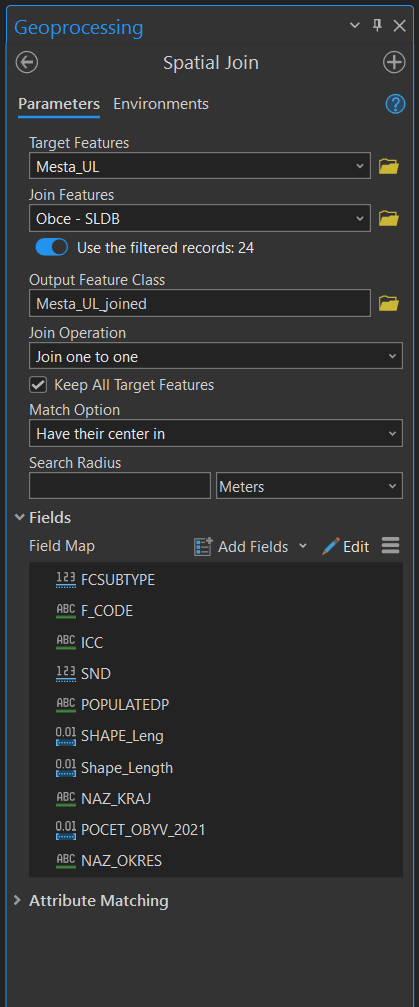 Geoprocessing
Spatial Join
Parameters Environments
Target Features
Mesta_UL
Join Features
Obce - SLDB
Use the filtered records: 24
Output Feature Class
Mesta_UL_joined
Join Operation
Join one to one
Keep All Target Features
Match Option
Have their center in
Search Radius
Meters
Fields
Field Map Add Fields Edit
123 FCSUBTYPE
ABC F_CODE
ABC ICC
123 SND
ABC POPULATEDP
0.01 SHAPE_Leng
0.01 Shape_Length
ABC NAZ_KRAJ
0.01 POCET_OBYV_2021
ABC NAZ_OKRES
Attribute Matching